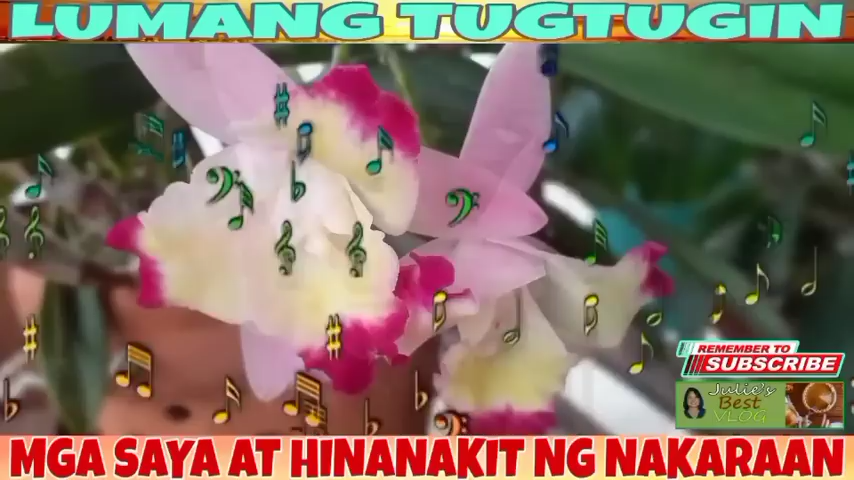 LUMANG TUGTUGIN
REMEMBER TO
SUBSCRIBE
Julie's
Best
VLOG
MGA SAYA AT HINANAKIT NG NAKARAAN